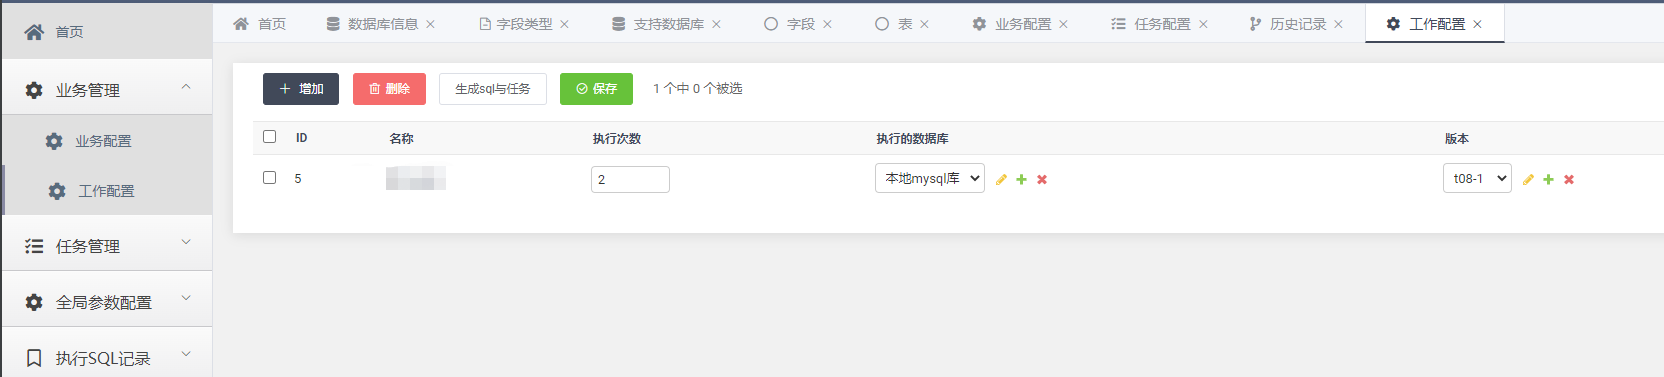 首页
业务管理
业务配置
工作配置
任务管理
全局参数配置
执行SQL记录
首页 数据库信息 字段类型 支持数据库 字段 表 业务配置 任务配置 历史记录 工作配置
增加 删除 生成sql与任务 保存 1 个中 0 个被选
ID 名称 执行次数 执行的数据库 版本
5 2 本地mysql库 t08-1